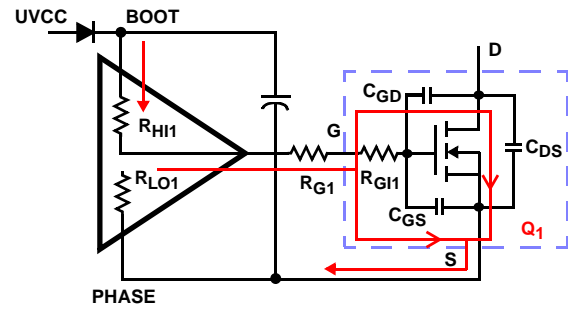 UVCC
BOOT
D
CGD
RHI1
G
CDS
RLO1
RG1
RGI1
CGS
Q1
S
PHASE